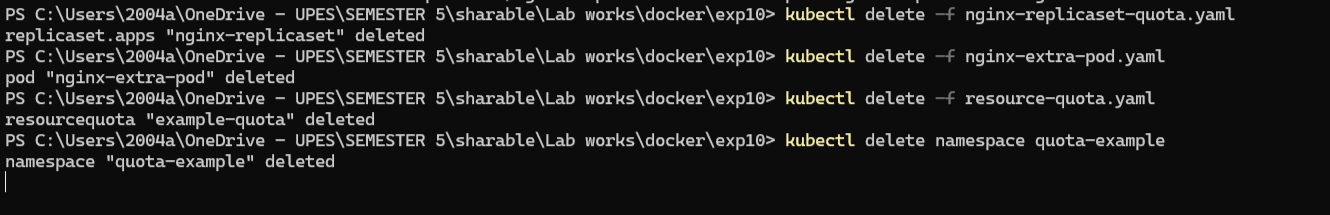 PS C:\Users\2004a\OneDrive - UPES\SEMESTER 5\sharable\Lab works\docker\exp10> kubectl delete -f nginx-replicaset-quota.yaml
replicaset.apps "nginx-replicaset" deleted
PS C:\Users\2004a\OneDrive - UPES\SEMESTER 5\sharable\Lab works\docker\exp10> kubectl delete -f nginx-extra-pod.yaml
pod "nginx-extra-pod" deleted
PS C:\Users\2004a\OneDrive - UPES\SEMESTER 5\sharable\Lab works\docker\exp10> kubectl delete -f resource-quota.yaml
resourcequota "example-quota" deleted
PS C:\Users\2004a\OneDrive - UPES\SEMESTER 5\sharable\Lab works\docker\exp10> kubectl delete namespace quota-example
namespace "quota-example" deleted